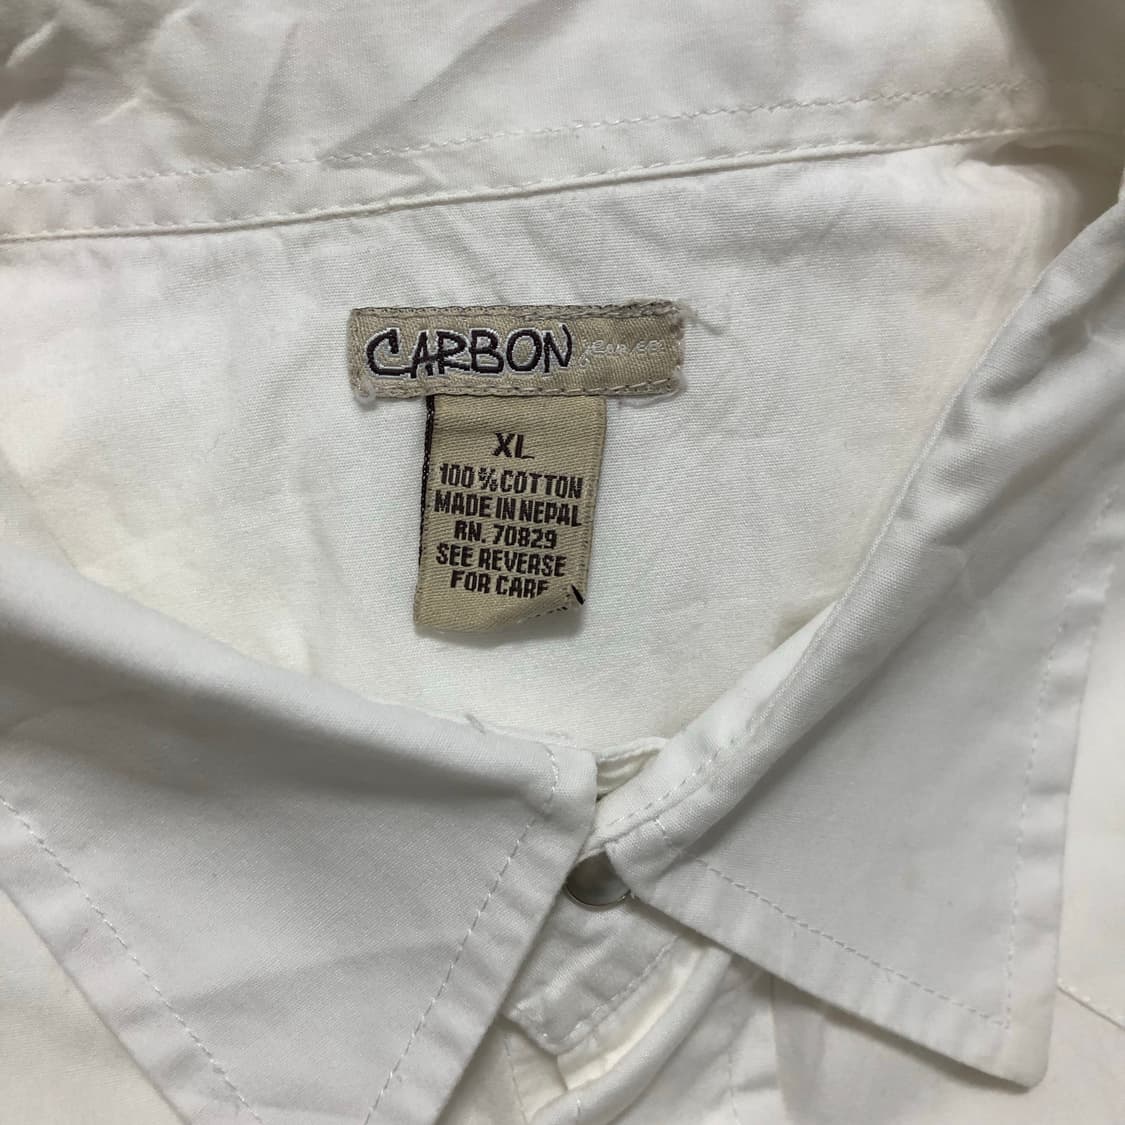 CARBON
XL
100% COTTON
MADE IN NEPAL
RN. 70829
SEE REVERSE
FOR CARE